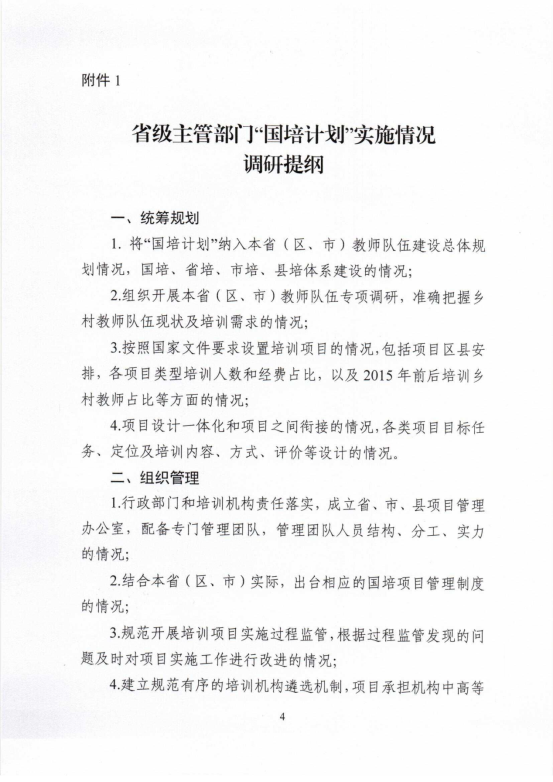 附件 1
省级主管部门“国培计划”实施情况
调研提纲
一、统筹规划
1. 将“国培计划”纳入本省（区、市）教师队伍建设总体规
划情况，国培、省培、市培、县培体系建设的情况；
2.组织开展本省（区、市）教师队伍专项调研，准确把握乡
村教师队伍现状及培训需求的情况；
3.按照国家文件要求设置培训项目的情况，包括项目区县安
排，各项目类型培训人数和经费占比，以及 2015 年前后培训乡
村教师占比等方面的情况；
4.项目设计一体化和项目之间衔接的情况，各类项目目标任
务、定位及培训内容、方式、评价等设计的情况。
二、组织管理
1.行政部门和培训机构责任落实，成立省、市、县项目管理
办公室，配备专门管理团队，管理团队人员结构、分工、实力
的情况；
2.结合本省（区、市）实际，出台相应的国培项目管理制度
的情况；
3.规范开展培训项目实施过程监管，根据过程监管发现的问
题及时对项目实施工作进行改进的情况；
4.建立规范有序的培训机构遴选机制，项目承担机构中高等
4